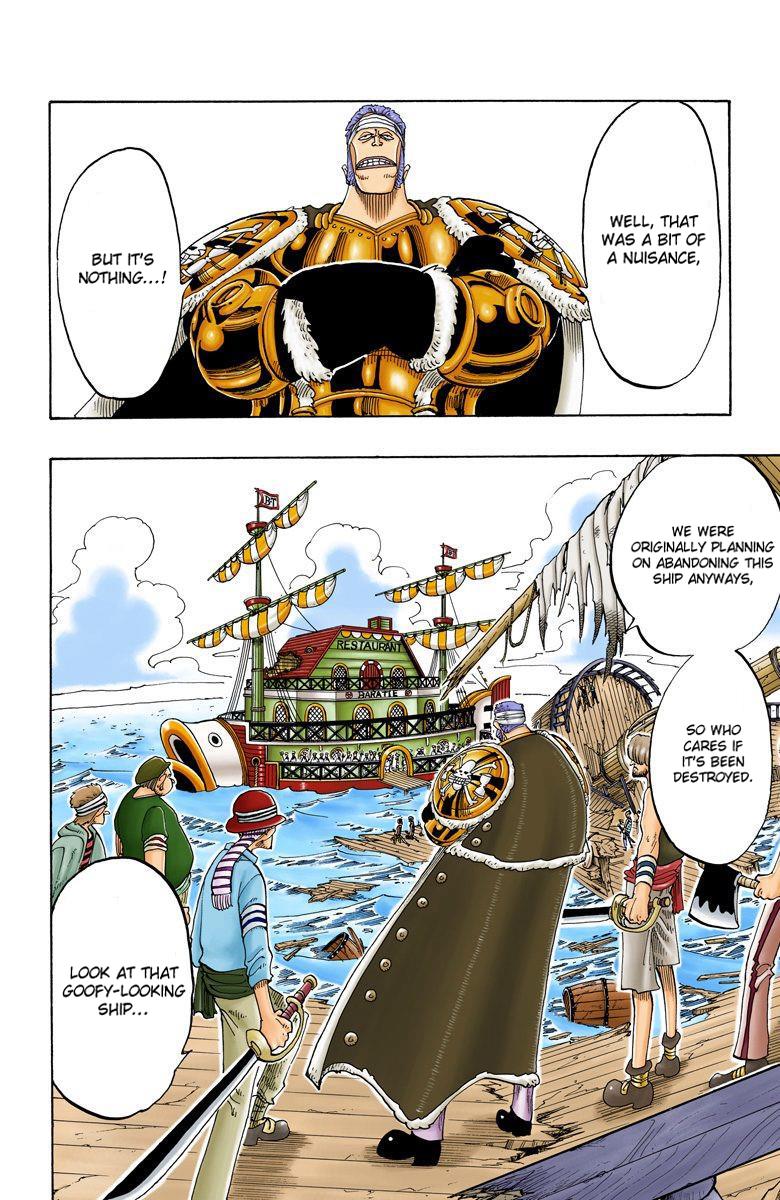 WELL, THAT
WAS A BIT OF
A NUISANCE,
BUT IT'S
NOTHING...!
WE WERE
ORIGINALLY PLANNING
ON ABANDONING THIS
SHIP ANYWAYS,
SO WHO
CARES IF
IT'S BEEN
DESTROYED.
B·T
B·T
RESTAURANT
BARATIE
LOOK AT THAT
GOOFY-LOOKING
SHIP...